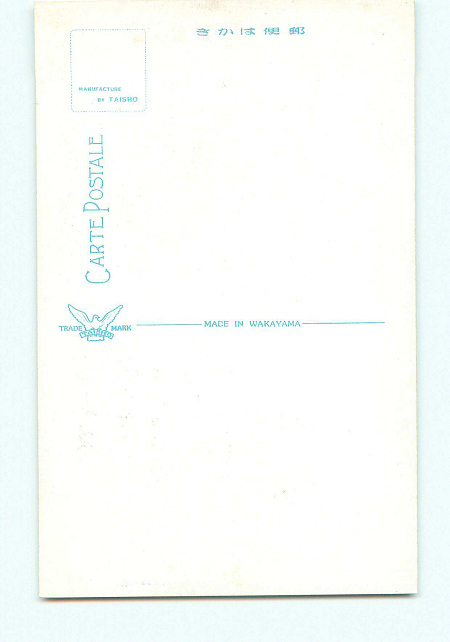 郵便はかき
MANUFACTURE
BY TAISHO
CARTE POSTALE
TRADE MARK
MADE IN WAKAYAMA